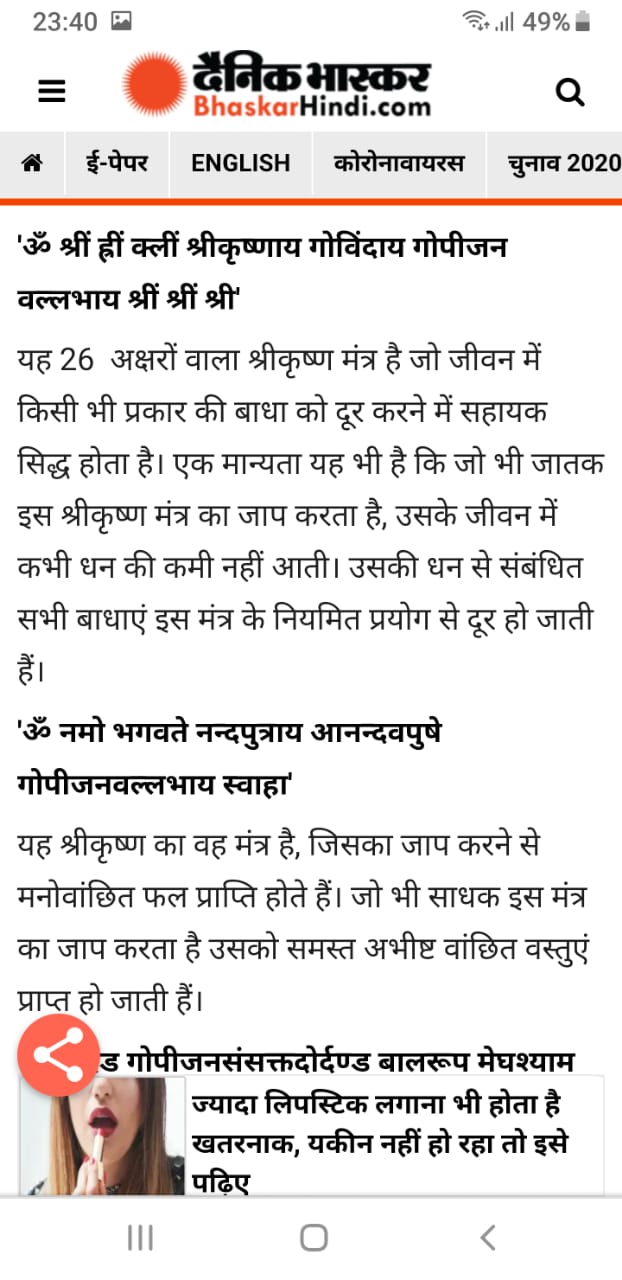 23:40 49%
दैनिक भास्कर
BhaskarHindi.com
ई-पेपर ENGLISH कोरोनावायरस चुनाव 2020
'ॐ श्रीं ह्रीं क्लीं श्रीकृष्णाय गोविंदाय गोपीजन
वल्लभाय श्रीं श्रीं श्री'
यह 26 अक्षरों वाला श्रीकृष्ण मंत्र है जो जीवन में
किसी भी प्रकार की बाधा को दूर करने में सहायक
सिद्ध होता है। एक मान्यता यह भी है कि जो भी जातक
इस श्रीकृष्ण मंत्र का जाप करता है, उसके जीवन में
कभी धन की कमी नहीं आती। उसकी धन से संबंधित
सभी बाधाएं इस मंत्र के नियमित प्रयोग से दूर हो जाती
हैं।
'ॐ नमो भगवते नन्दपुत्राय आनन्दवपुषे
गोपीजनवल्लभाय स्वाहा'
यह श्रीकृष्ण का वह मंत्र है, जिसका जाप करने से
मनोवांछित फल प्राप्ति होते हैं। जो भी साधक इस मंत्र
का जाप करता है उसको समस्त अभीष्ट वांछित वस्तुएं
प्राप्त हो जाती हैं।
गोपीजनसंसक्तदोर्दण्ड बालरूप मेघश्याम
ज्यादा लिपस्टिक लगाना भी होता है
खतरनाक, यकीन नहीं हो रहा तो इसे
पढ़िए